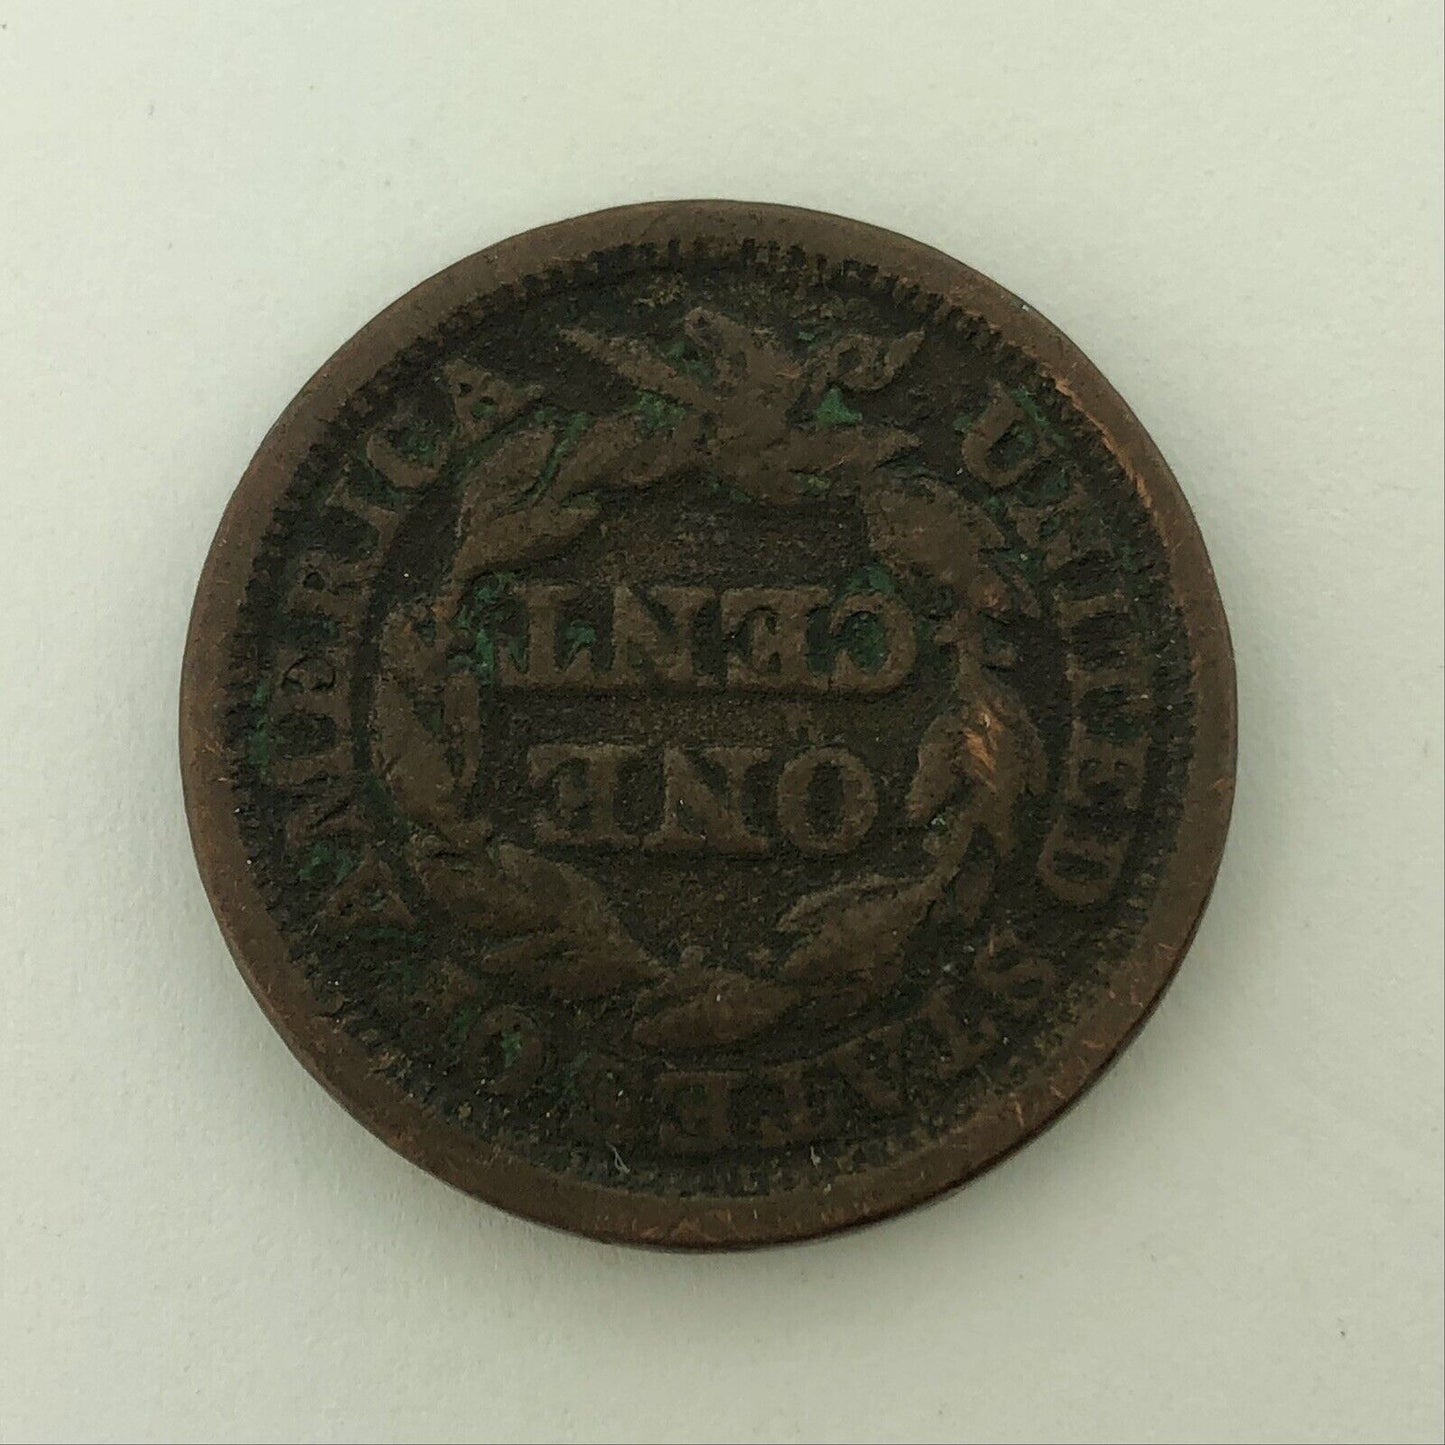 UNITED STATES OF AMERICA
ONE
CENT